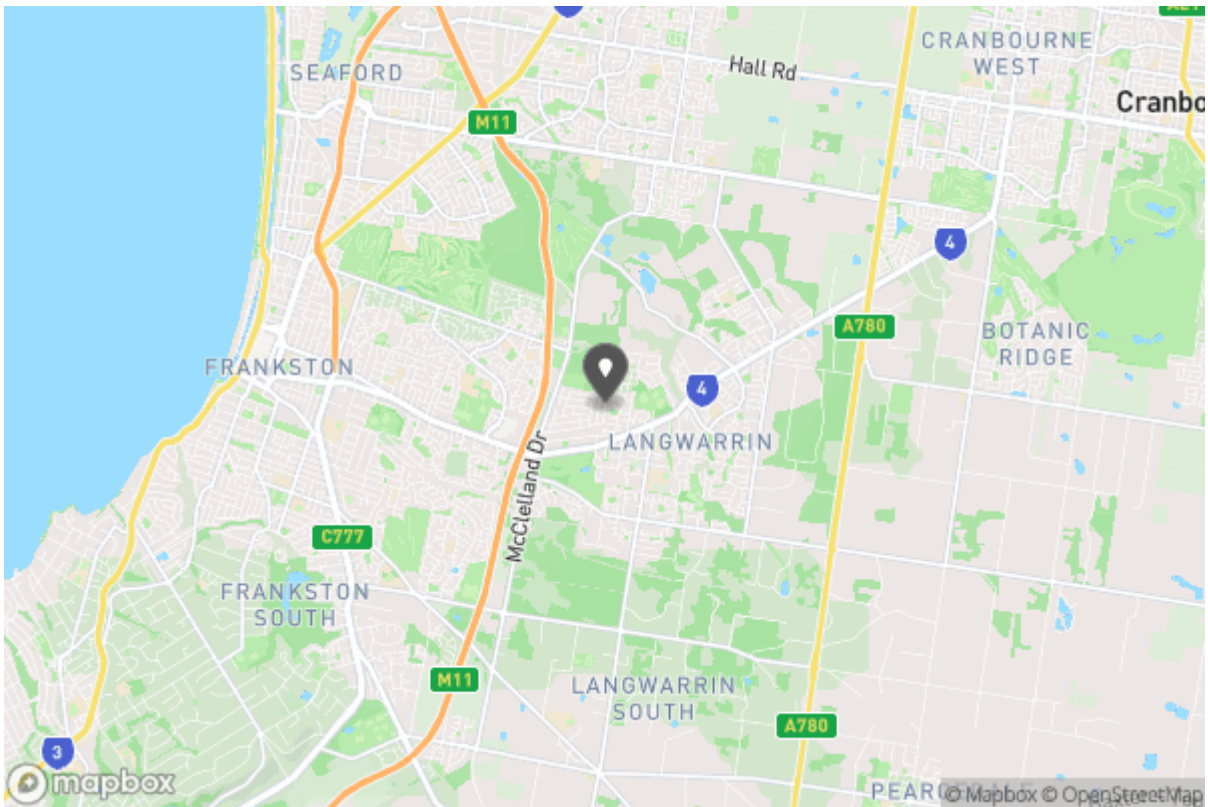 A21
CRANBOURNE
WEST
SEAFORD
Hall Rd
Cranbo
M11
4
A780
BOTANIC
RIDGE
FRANKSTON
4
LANGWARRIN
McClelland Dr
C777
FRANKSTON
SOUTH
M11
LANGWARRIN
SOUTH
A780
3
mapbox
© Mapbox © OpenStreetMap